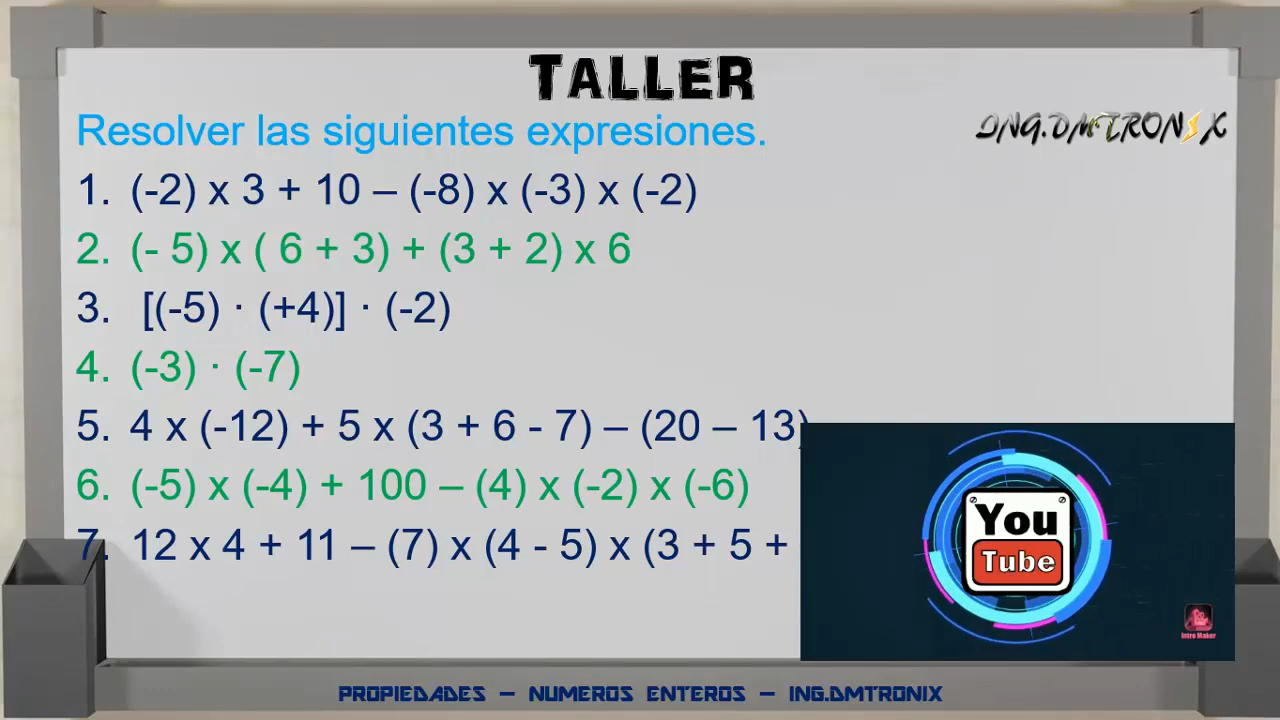 TALLER
Resolver las siguientes expresiones.
ING.DMTRONIX
1. (-2) x 3 + 10 – (-8) x (-3) x (-2)
2. (- 5) x ( 6 + 3) + (3 + 2) x 6
3. [(-5) · (+4)] · (-2)
4. (-3) · (-7)
5. 4 x (-12) + 5 x (3 + 6 - 7) – (20 – 13)
6. (-5) x (-4) + 100 – (4) x (-2) x (-6)
7. 12 x 4 + 11 – (7) x (4 - 5) x (3 + 5 +
You
Tube
Intro Maker
PROPIEDADES – NUMEROS ENTEROS – ING.DMTRONIX